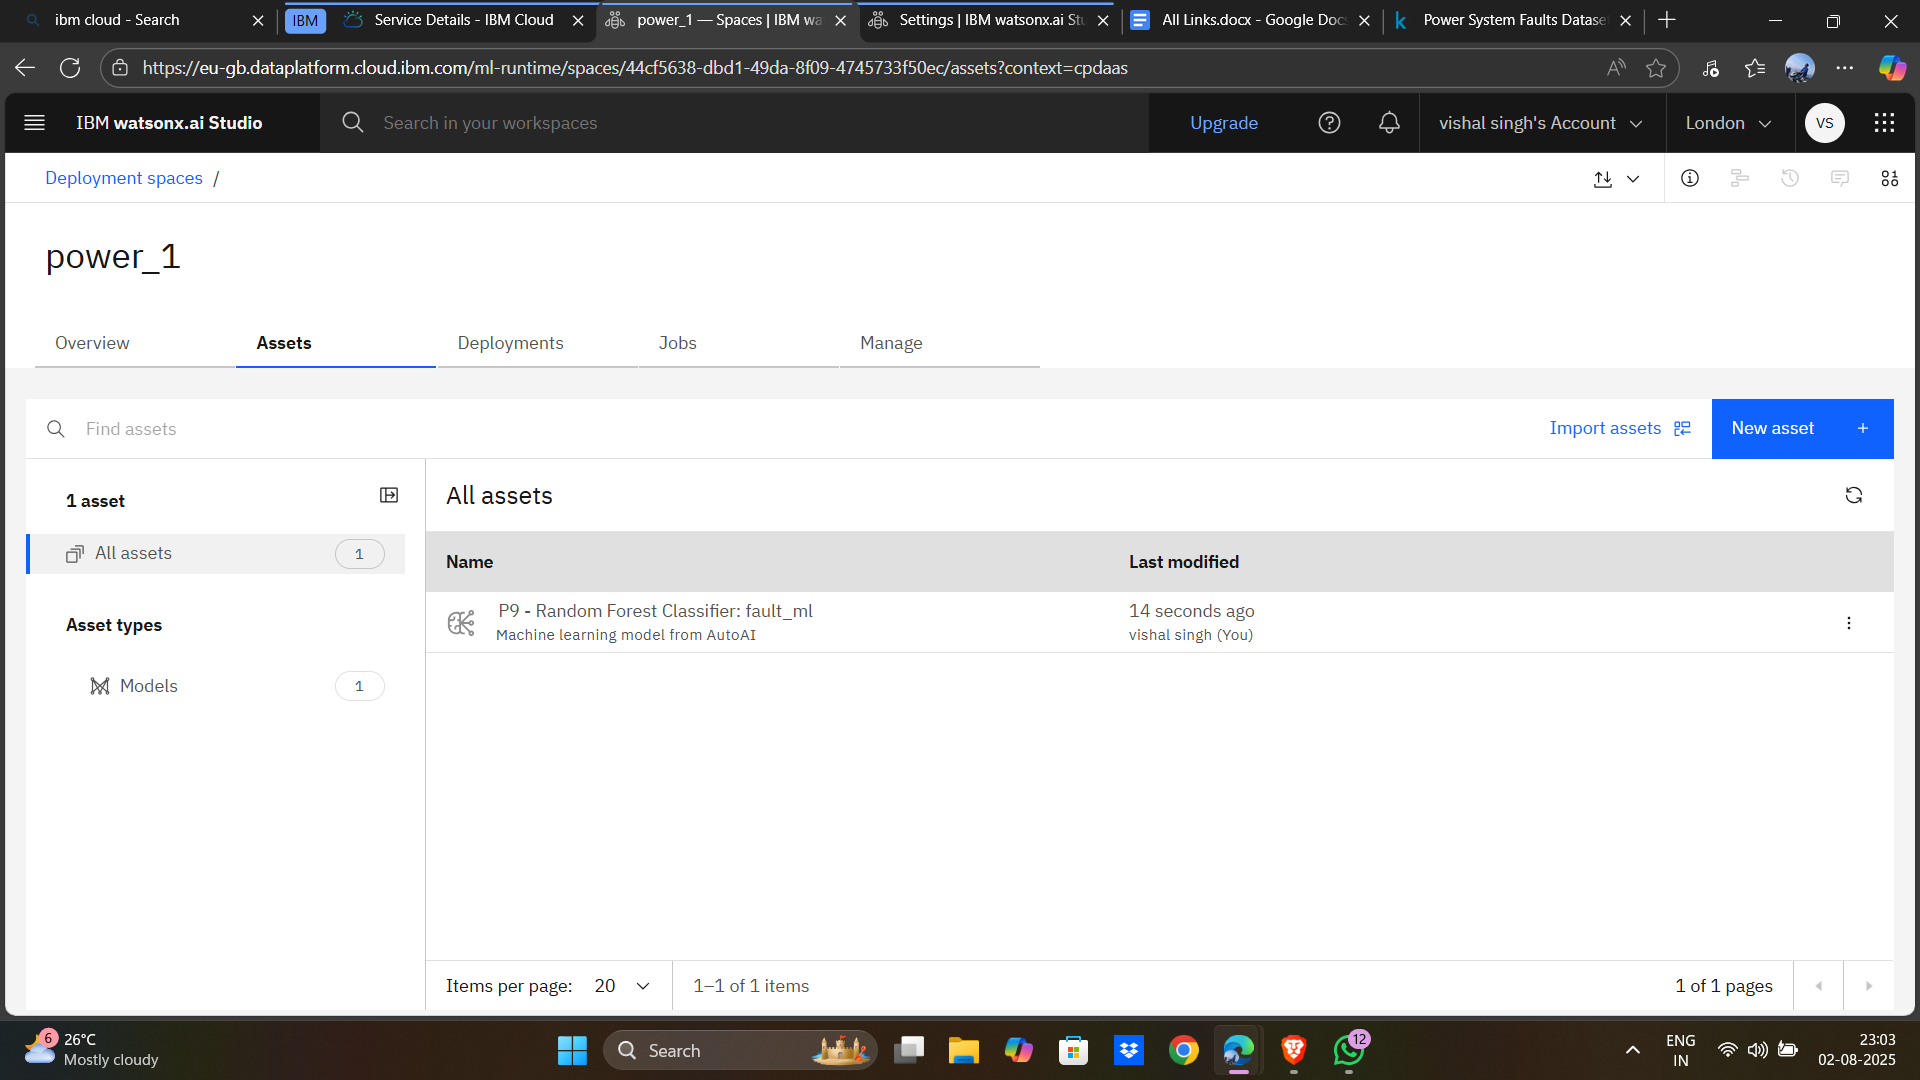 ibm cloud - Search
IBM
Service Details - IBM Cloud
power_1 — Spaces | IBM wa
Settings | IBM watsonx.ai Stu
All Links.docx - Google Docs
Power System Faults Dataset
https://eu-gb.dataplatform.cloud.ibm.com/ml-runtime/spaces/44cf5638-dbd1-49da-8f09-4745733f50ec/assets?context=cpdaas
IBM watsonx.ai Studio
Search in your workspaces
Upgrade
vishal singh's Account
London
VS
Deployment spaces /
power_1
Overview
Assets
Deployments
Jobs
Manage
Find assets
Import assets
New asset +
1 asset
All assets
1
Asset types
Models
1
All assets
Name
Last modified
P9 - Random Forest Classifier: fault_ml
Machine learning model from AutoAI
14 seconds ago
vishal singh (You)
Items per page: 20
1–1 of 1 items
1 of 1 pages
6
26°C
Mostly cloudy
Search
12
ENG
IN
23:03
02-08-2025